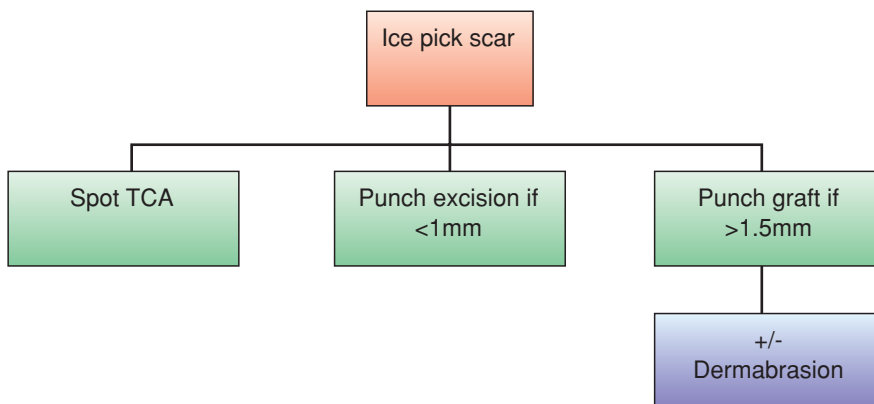 Ice pick scar
Spot TCA
Punch excision if
<1mm
Punch graft if
>1.5mm
+/-
Dermabrasion